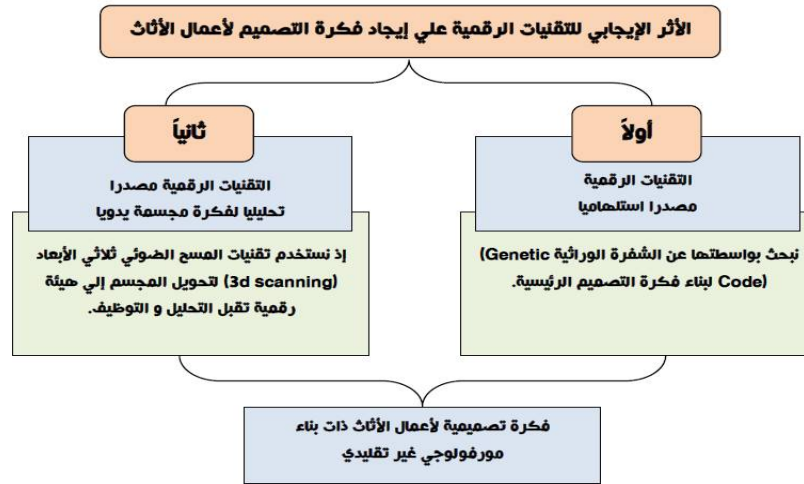 الأثر الإيجابي للتقنيات الرقمية علي إيجاد فكرة التصميم لأعمال الأثاث
أولاً
التقنيات الرقمية
مصدرا استلهاميا
نبحث بواسطتها عن الشفرة الوراثية Genetic)
Code) لبناء فكرة التصميم الرئيسية.
ثانياً
التقنيات الرقمية مصدرا
تحليليا لفكرة مجسمة يدويا
إذ نستخدم تقنيات المسح الضوئي ثلاثي الأبعاد
(3d scanning) لتحويل المجسم إلي هيئة
رقمية تقبل التحليل و التوظيف.
فكرة تصميمية لأعمال الأثاث ذات بناء
مورفولوجي غير تقليدي